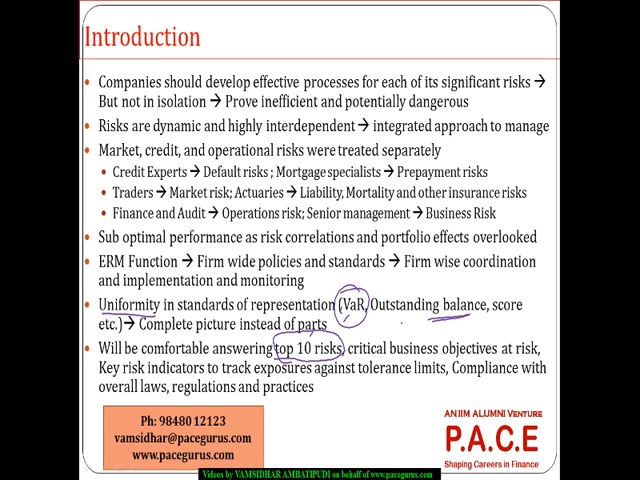 Introduction
• Companies should develop effective processes for each of its significant risks →
But not in isolation → Prove inefficient and potentially dangerous
• Risks are dynamic and highly interdependent → integrated approach to manage
• Market, credit, and operational risks were treated separately
Credit Experts → Default risks ; Mortgage specialists → Prepayment risks
Traders → Market risk; Actuaries → Liability, Mortality and other insurance risks
Finance and Audit → Operations risk; Senior management → Business Risk
• Sub optimal performance as risk correlations and portfolio effects overlooked
• ERM Function → Firm wide policies and standards → Firm wise coordination
and implementation and monitoring
• Uniformity in standards of representation (VaR, Outstanding balance, score
etc.) → Complete picture instead of parts
• Will be comfortable answering top 10 risks, critical business objectives at risk,
Key risk indicators to track exposures against tolerance limits, Compliance with
overall laws, regulations and practices
Ph: 98480 12123
vamsidhar@pacegurus.com
www.pacegurus.com
AN IIM ALUMNI VENTURE
P.A.C.E
Shaping Careers in Finance
Videos by VAMSIDHAR AMBATIPUDI on behalf of www.pacegurus.com